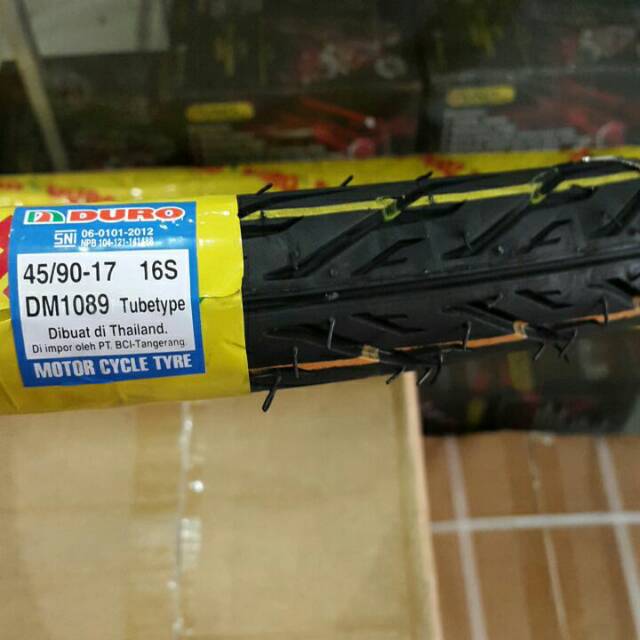 DURO
SNI 06-0101-2012
45/90-17 16S
DM1089 Tubetype
Dibuat di Thailand.
Di impor oleh PT. BCI-Tangerang
MOTOR CYCLE TYRE